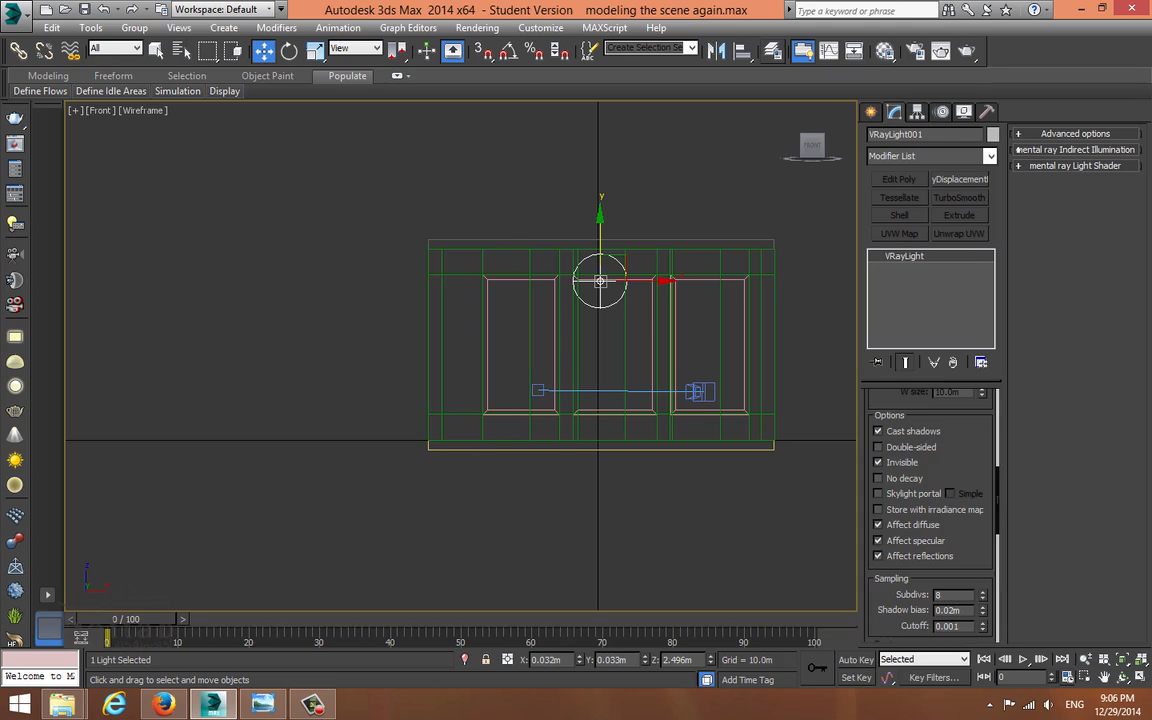 Workspace: Default
Autodesk 3ds Max 2014 x64 - Student Version modeling the scene again.max
Type a keyword or phrase
Edit Tools Group Views Create Modifiers Animation Graph Editors Rendering Customize MAXScript Help
All View Create Selection Se
Modeling Freeform Selection Object Paint Populate
Define Flows Define Idle Areas Simulation Display
[+] [Front] [Wireframe]
FRONT
y
VRayLight001
Modifier List
Edit Poly yDisplacement
Tessellate TurboSmooth
Shell Extrude
UVW Map Unwrap UVW
VRayLight
Advanced options
mental ray Indirect Illumination
mental ray Light Shader
W size: 10.0m
Options
Cast shadows
Double-sided
Invisible
No decay
Skylight portal Simple
Store with irradiance map
Affect diffuse
Affect specular
Affect reflections
Sampling
Subdivs: 8
Shadow bias: 0.02m
Cutoff: 0.001
z
0 / 100
10 20 30 40 50 60 70 80 90 100
1 Light Selected X: 0.032m Y: 0.033m Z: 2.496m Grid = 10.0m Auto Key Selected
Welcome to M Click and drag to select and move objects Add Time Tag Set Key Key Filters... 0
ENG 9:06 PM
12/29/2014